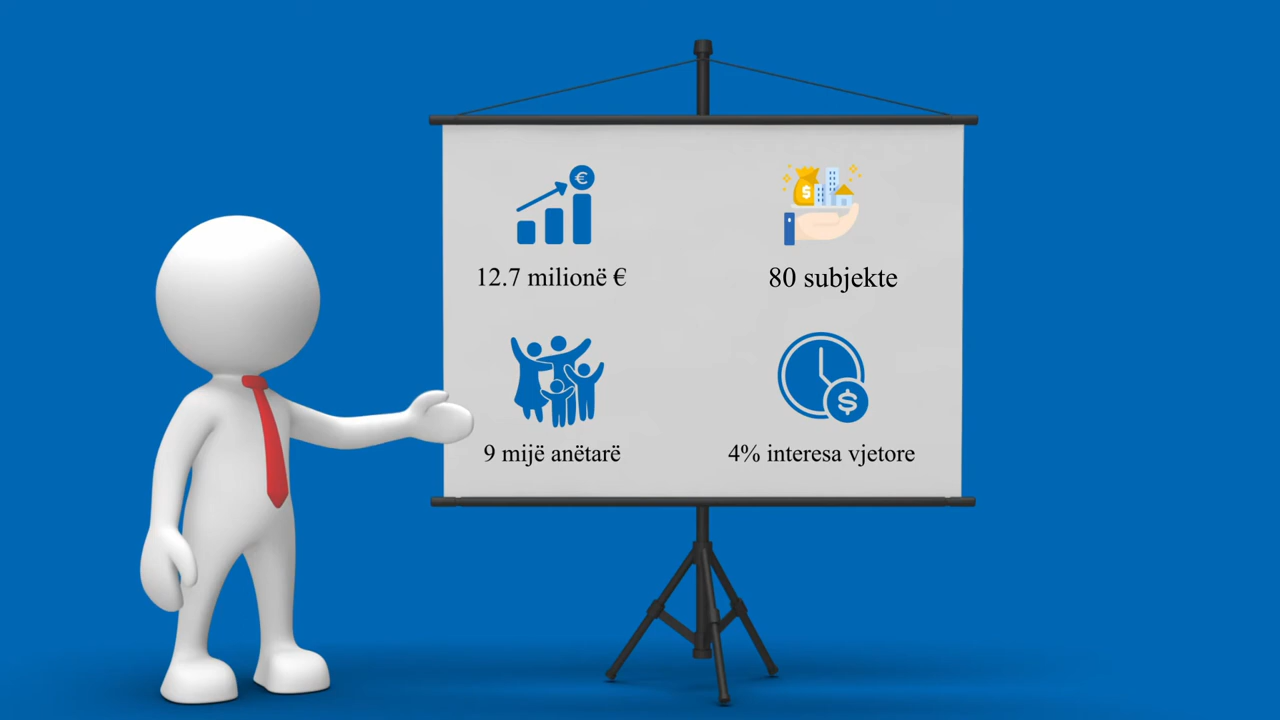 €
$
12.7 milionë €
80 subjekte
$
9 mijë anëtarë
4% interesa vjetore